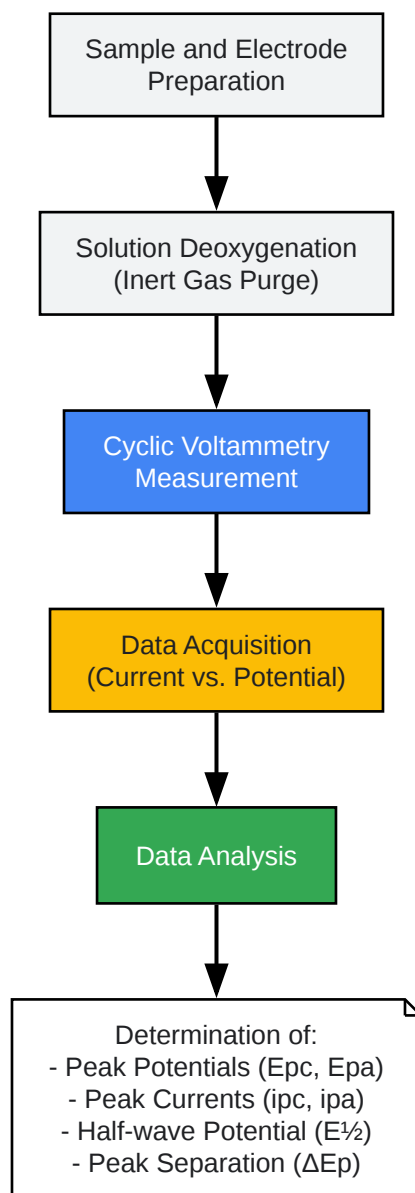 Sample and Electrode
Preparation
Solution Deoxygenation
(Inert Gas Purge)
Cyclic Voltammetry
Measurement
Data Acquisition
(Current vs. Potential)
Data Analysis
Determination of:
- Peak Potentials (Epc, Epa)
- Peak Currents (ipc, ipa)
- Half-wave Potential (E½)
- Peak Separation (ΔEp)